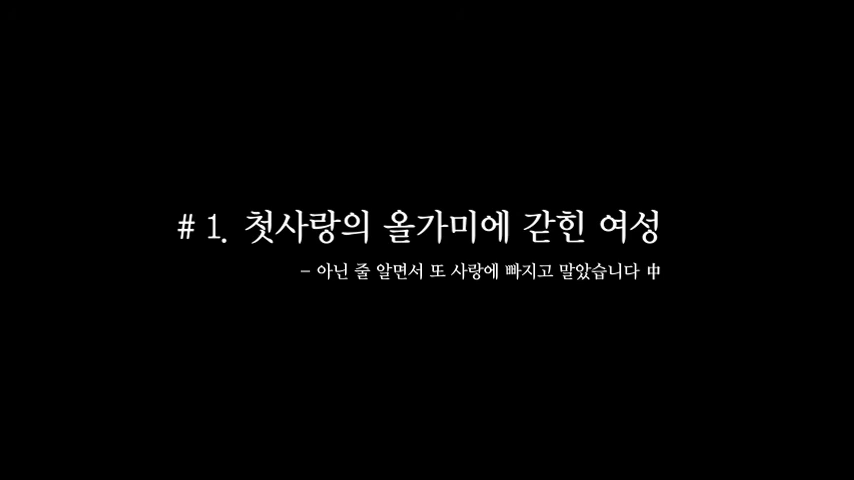 # 1. 첫사랑의 올가미에 갇힌 여성
- 아닌 줄 알면서 또 사랑에 빠지고 말았습니다 中